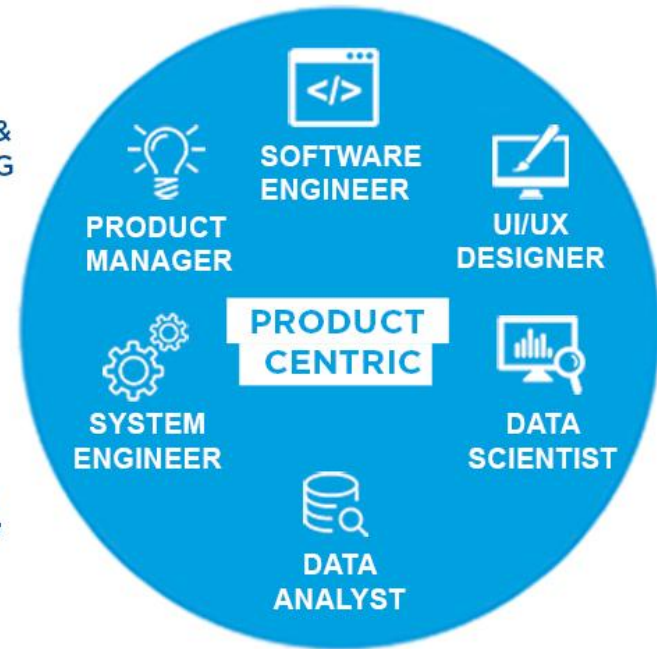 &
G
</>
SOFTWARE
ENGINEER
PRODUCT
MANAGER
UI/UX
DESIGNER
PRODUCT
CENTRIC
SYSTEM
ENGINEER
DATA
SCIENTIST
DATA
ANALYST